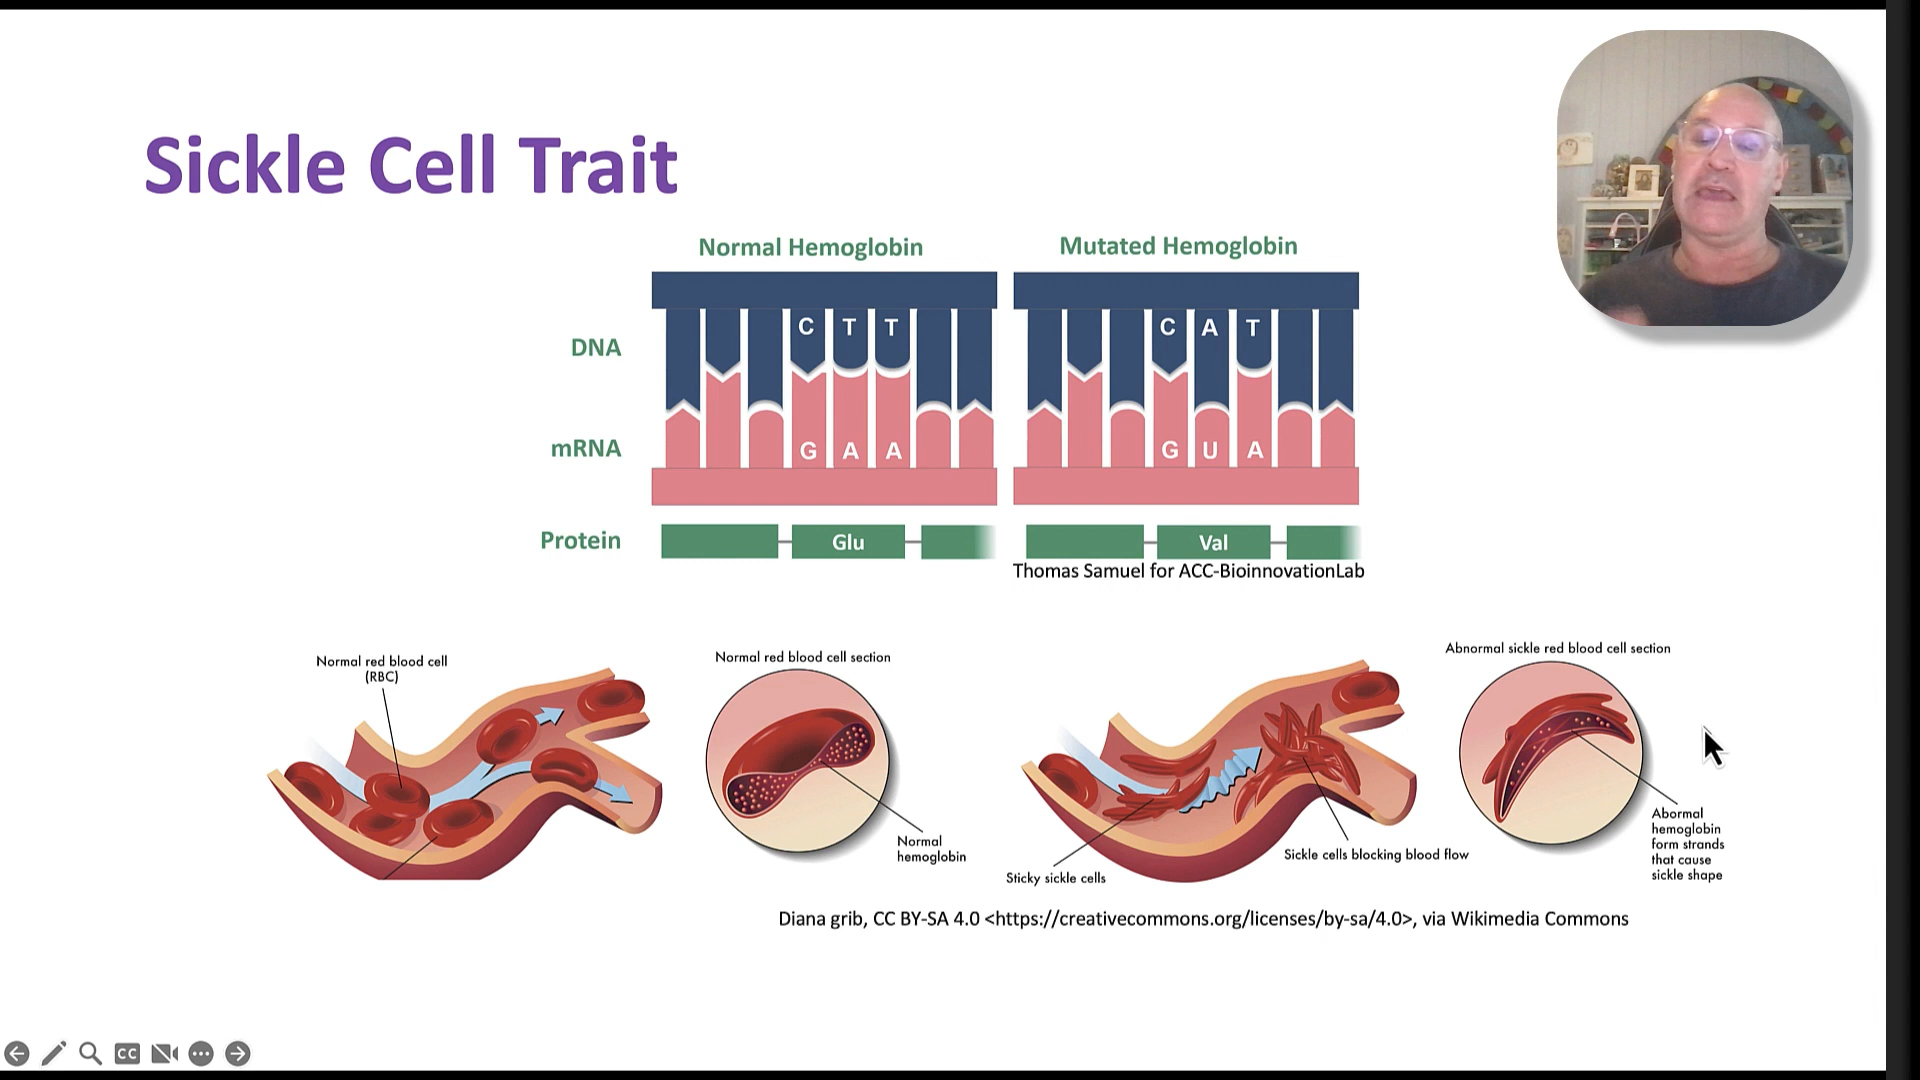 Sickle Cell Trait
Normal Hemoglobin
Mutated Hemoglobin
DNA
C T T
C A T
mRNA
G A A
G U A
Protein
Glu
Val
Thomas Samuel for ACC-BioinnovationLab
Normal red blood cell
(RBC)
Normal red blood cell section
Normal
hemoglobin
Abnormal sickle red blood cell section
Sticky sickle cells
Sickle cells blocking blood flow
Abormal
hemoglobin
form strands
that cause
sickle shape
Diana grib, CC BY-SA 4.0 <https://creativecommons.org/licenses/by-sa/4.0>, via Wikimedia Commons
CC